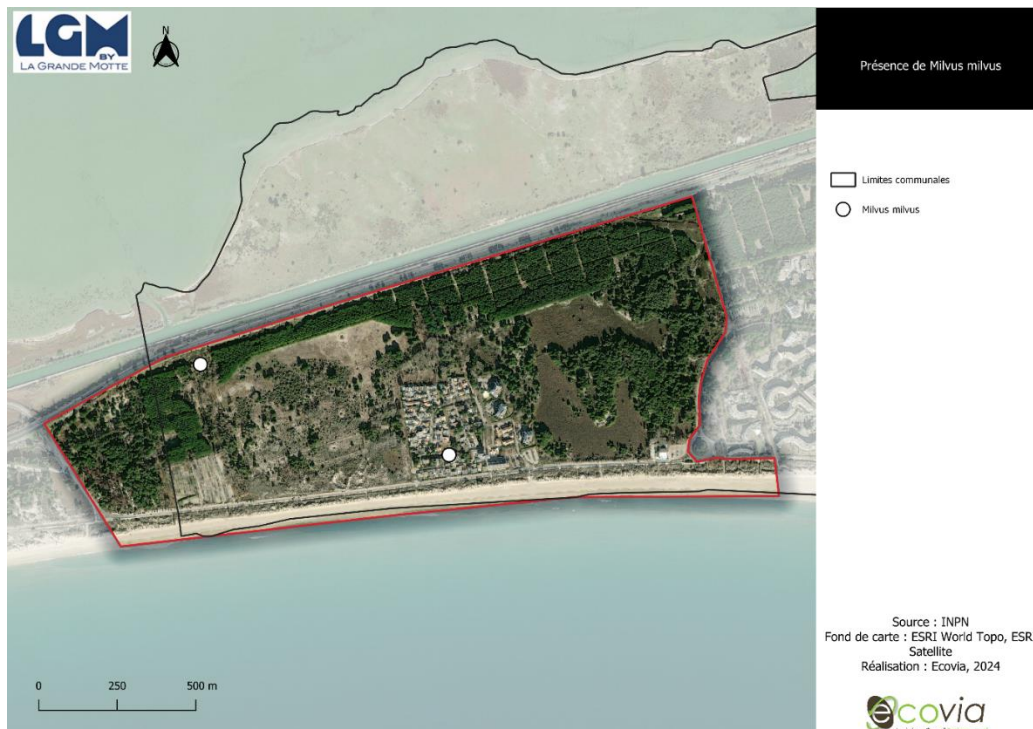 LGM
BY
LA GRANDE MOTTE
N
Présence de Milvus milvus
Limites communales
Milvus milvus
0 250 500 m
Source : INPN
Fond de carte : ESRI World Topo, ESR
Satellite
Réalisation : Ecovia, 2024
ecovia